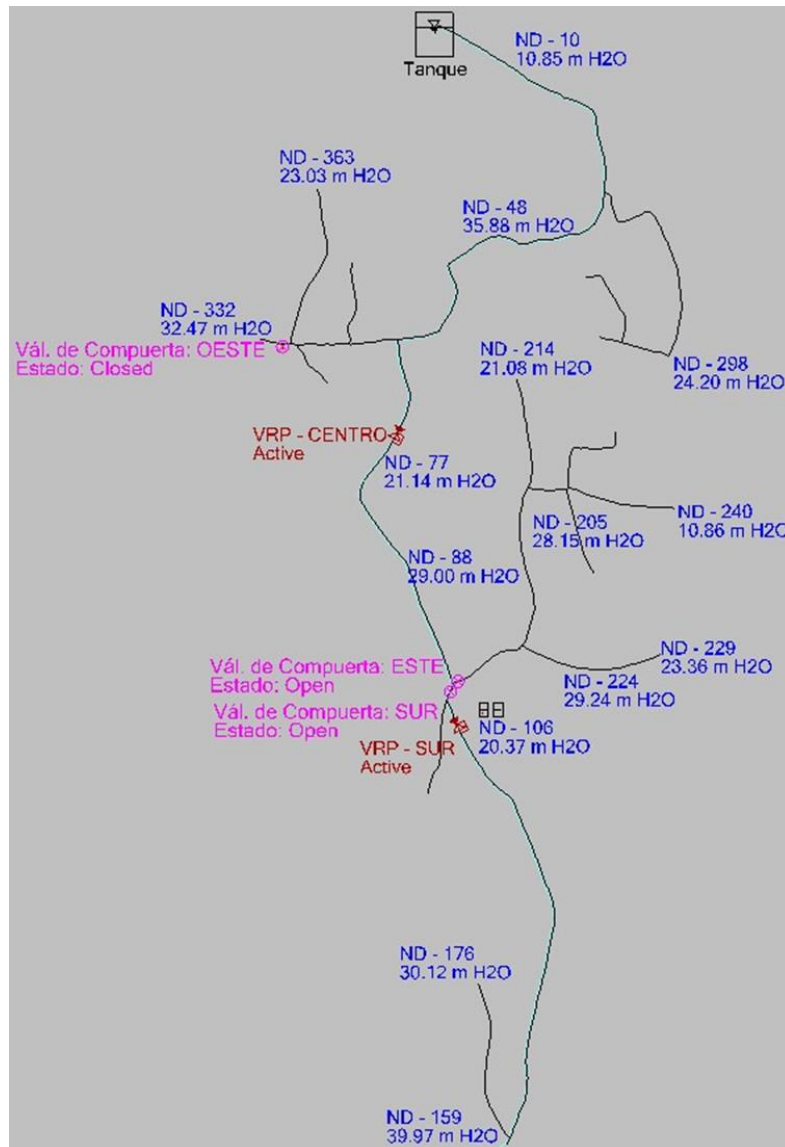 ND - 10
10.85 m H2O
Tanque
ND - 363
23.03 m H2O
ND - 48
35.88 m H2O
ND - 332
32.47 m H2O
Vál. de Compuerta: OESTE
Estado: Closed
ND - 214
21.08 m H2O
ND - 298
24.20 m H2O
VRP - CENTRO
Active
ND - 77
21.14 m H2O
ND - 205
28.15 m H2O
ND - 240
10.86 m H2O
ND - 88
29.00 m H2O
Vál. de Compuerta: ESTE
Estado: Open
ND - 229
23.36 m H2O
ND - 224
29.24 m H2O
Vál. de Compuerta: SUR
Estado: Open
ND - 106
20.37 m H2O
VRP - SUR
Active
ND - 176
30.12 m H2O
ND - 159
39.97 m H2O